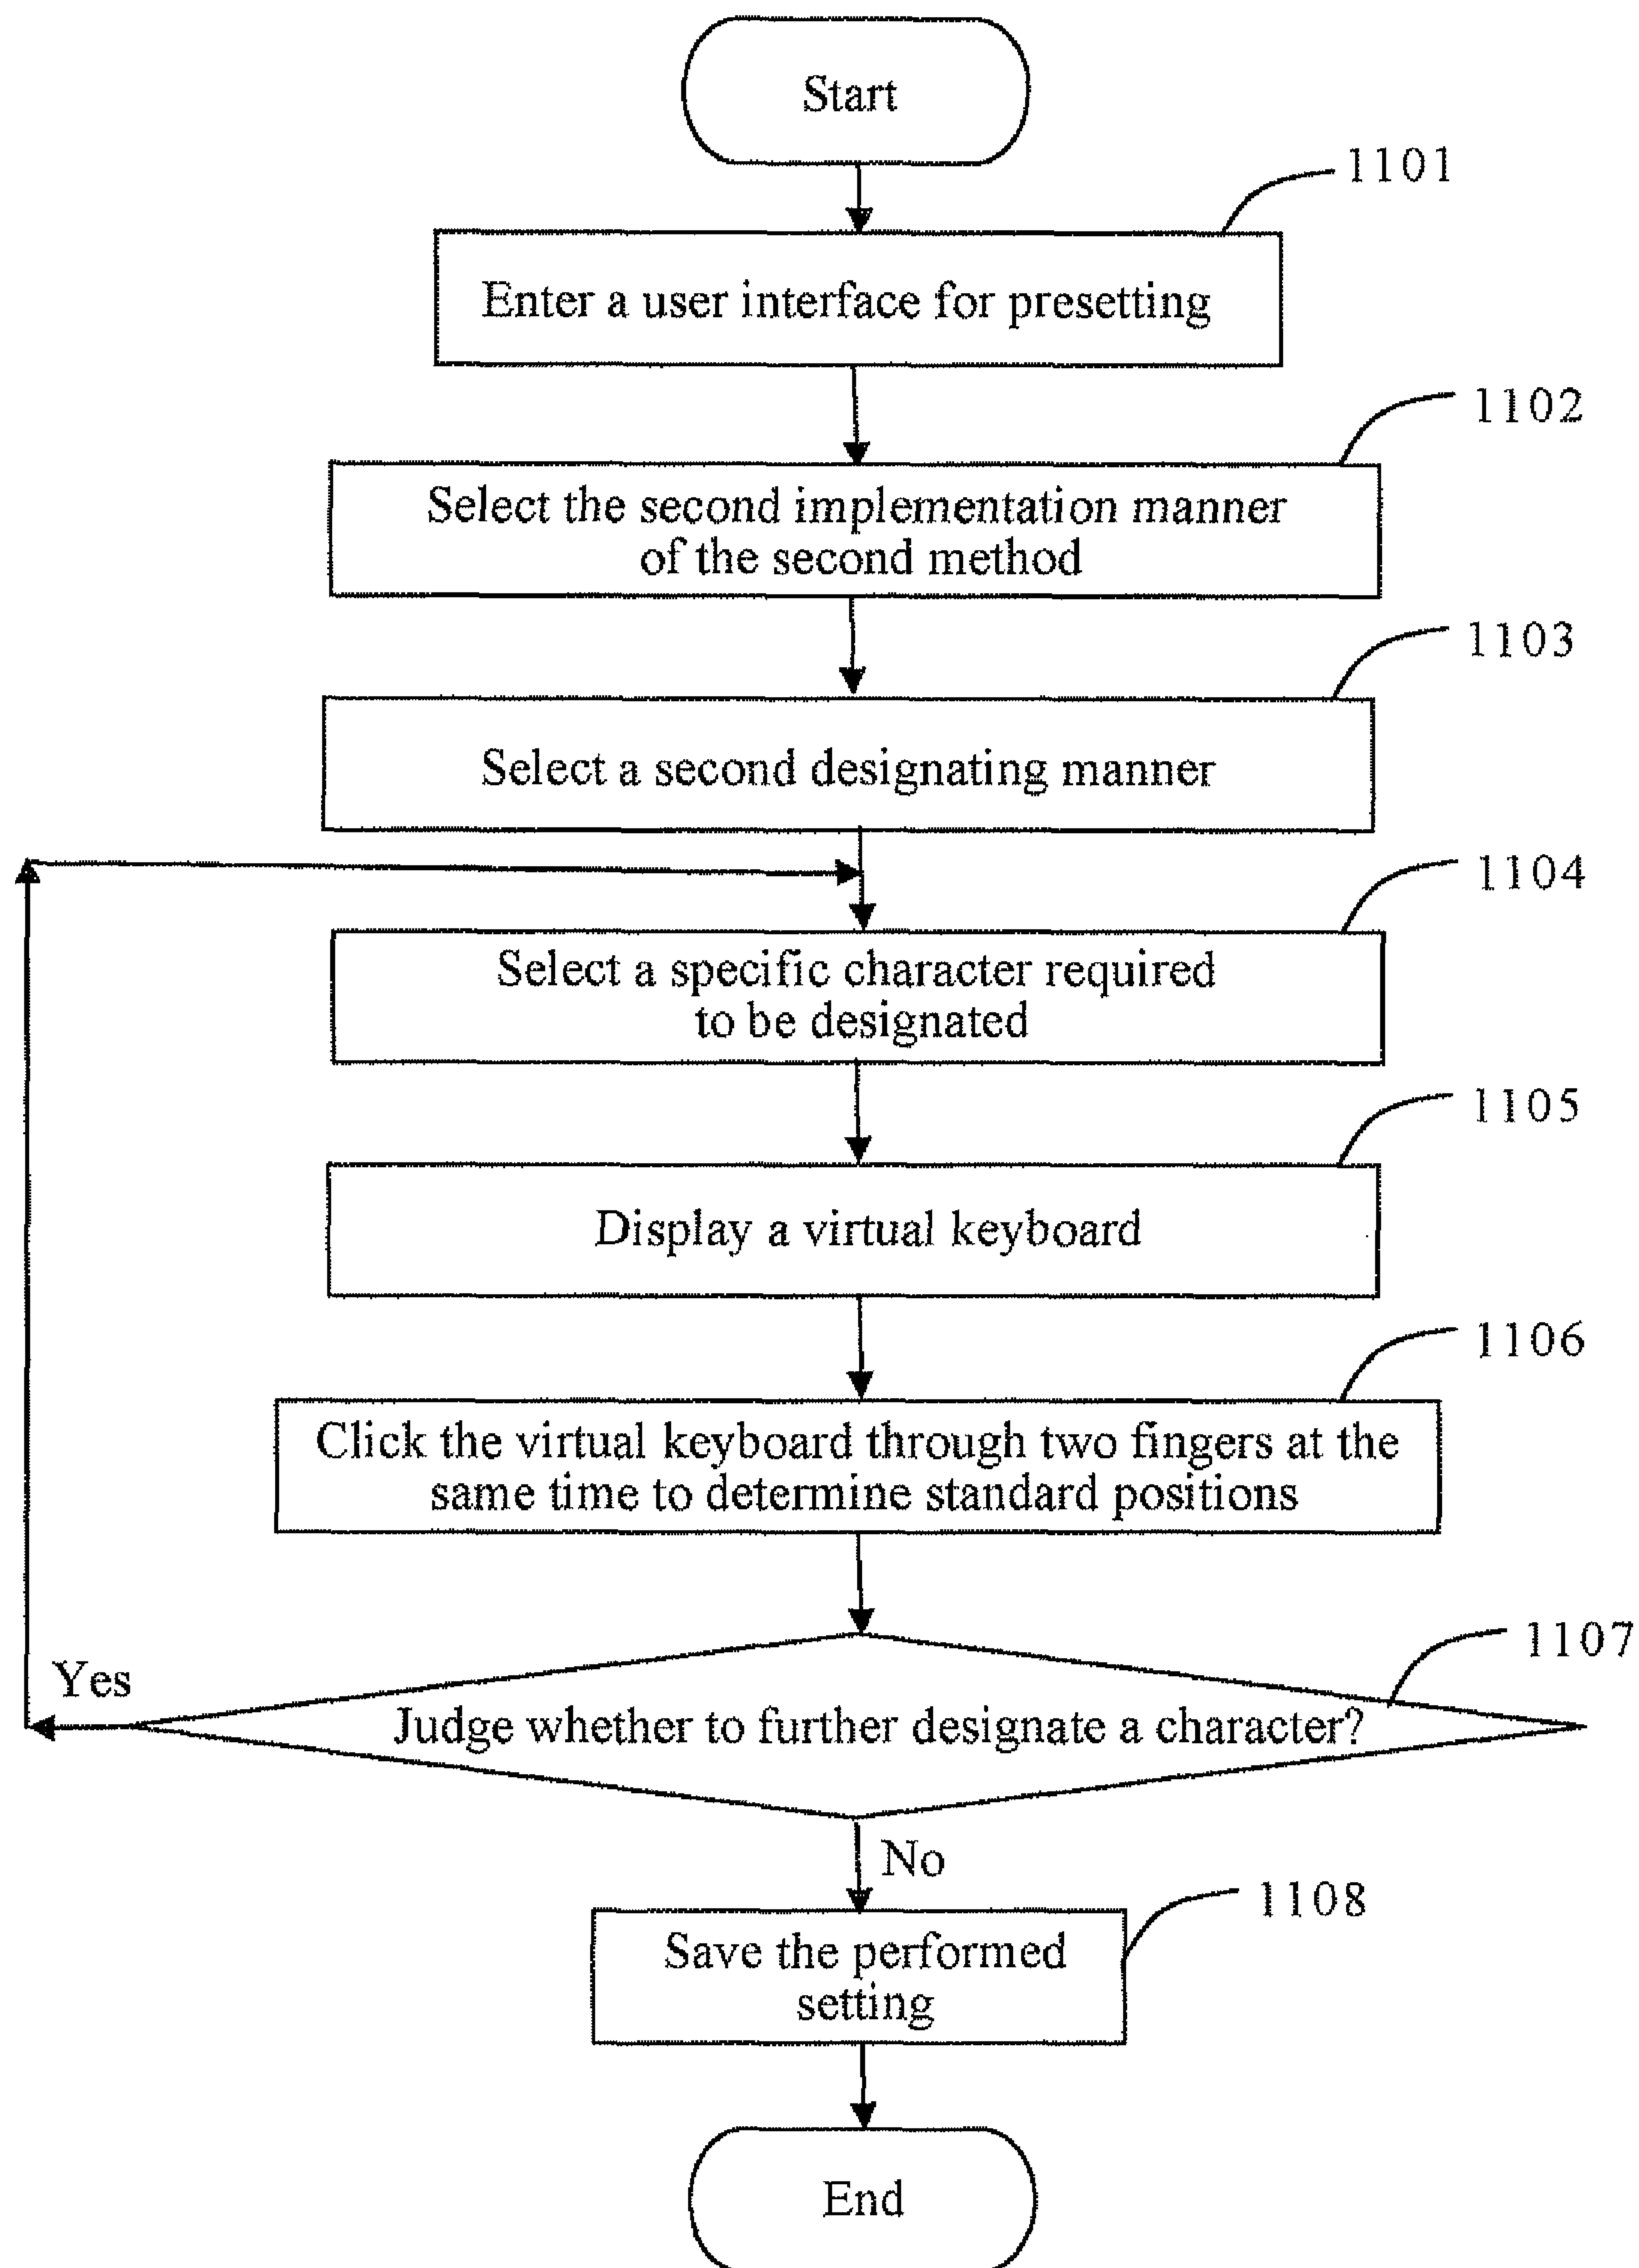 Start
1101
Enter a user interface for presetting
1102
Select the second implementation manner
of the second method
1103
Select a second designating manner
1104
Select a specific character required
to be designated
1105
Display a virtual keyboard
1106
Click the virtual keyboard through two fingers at the
same time to determine standard positions
1107
Yes
Judge whether to further designate a character?
No
1108
Save the performed
setting
End